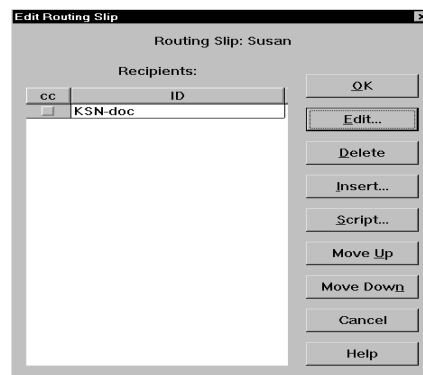 Edit Routing Slip
Routing Slip: Susan
Recipients:
cc ID
KSN-doc
OK
Edit...
Delete
Insert...
Script...
Move Up
Move Down
Cancel
Help